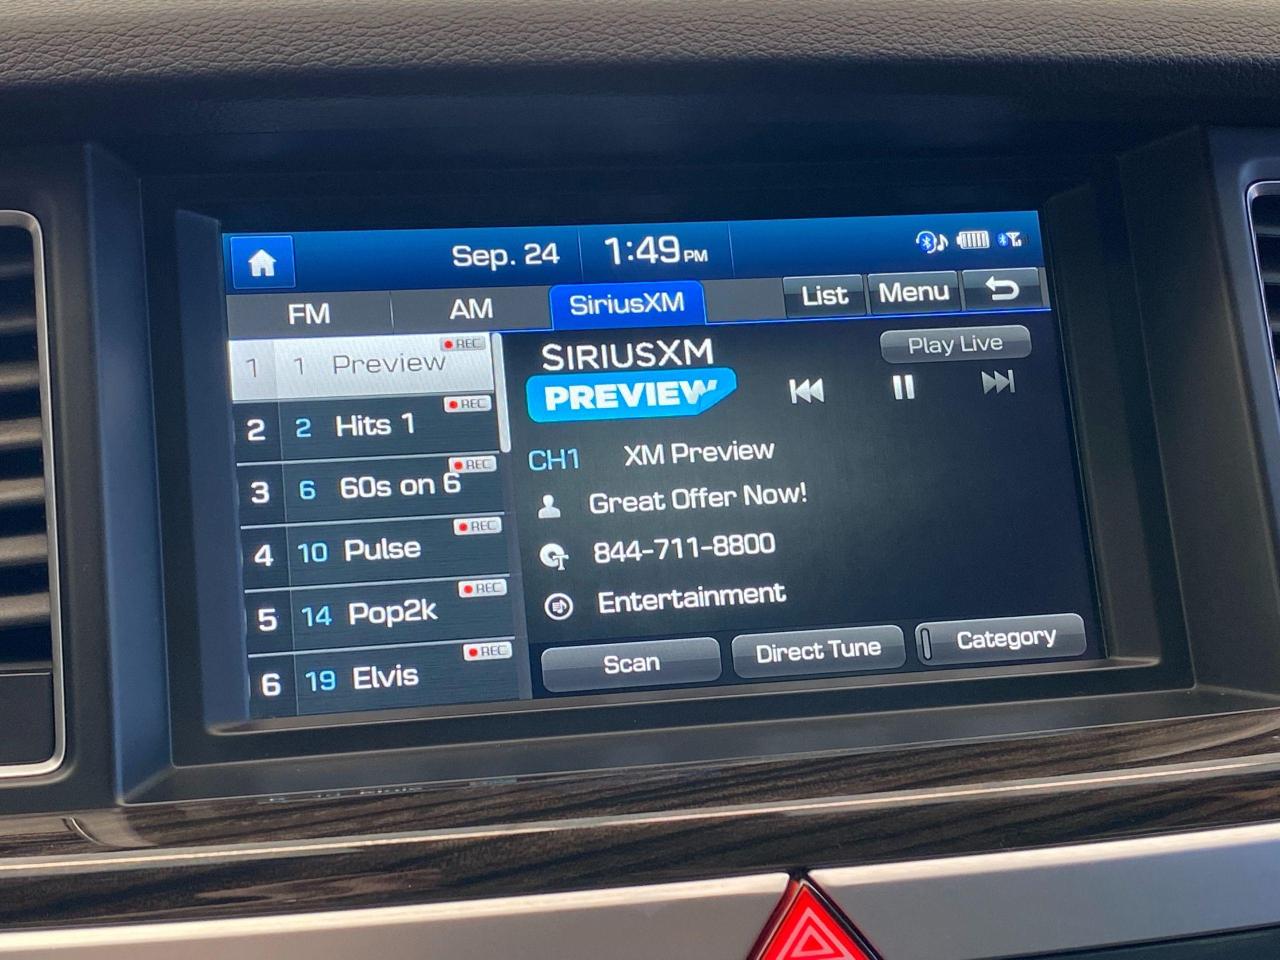 Sep. 24 1:49 PM
FM AM SiriusXM List Menu
1 1 Preview REC
2 2 Hits 1 REC
3 6 60s on 6 REC
4 10 Pulse REC
5 14 Pop2k REC
6 19 Elvis REC
SIRIUSXM
PREVIEW
Play Live
CH1 XM Preview
Great Offer Now!
844-711-8800
Entertainment
Scan Direct Tune Category